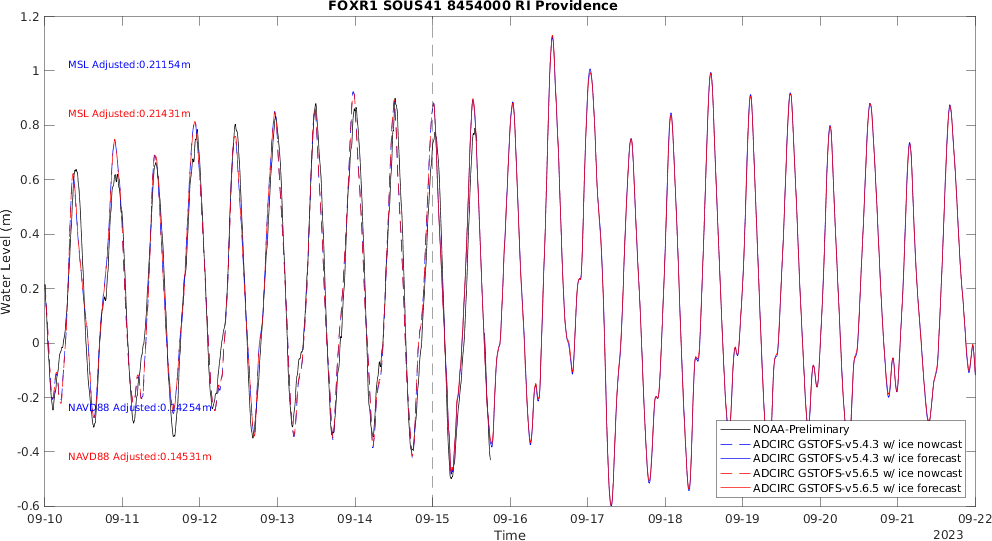 FOXR1 SOUS41 8454000 RI Providence
Water Level (m)
1.2
1
0.8
0.6
0.4
0.2
0
-0.2
-0.4
-0.6
MSL Adjusted:0.21154m
MSL Adjusted:0.21431m
NAVD88 Adjusted:0.14254m
NAVD88 Adjusted:0.14531m
NOAA-Preliminary
ADCIRC GSTOFS-v5.4.3 w/ ice nowcast
ADCIRC GSTOFS-v5.4.3 w/ ice forecast
ADCIRC GSTOFS-v5.6.5 w/ ice nowcast
ADCIRC GSTOFS-v5.6.5 w/ ice forecast
09-10 09-11 09-12 09-13 09-14 09-15 09-16 09-17 09-18 09-19 09-20 09-21 09-22
Time
2023